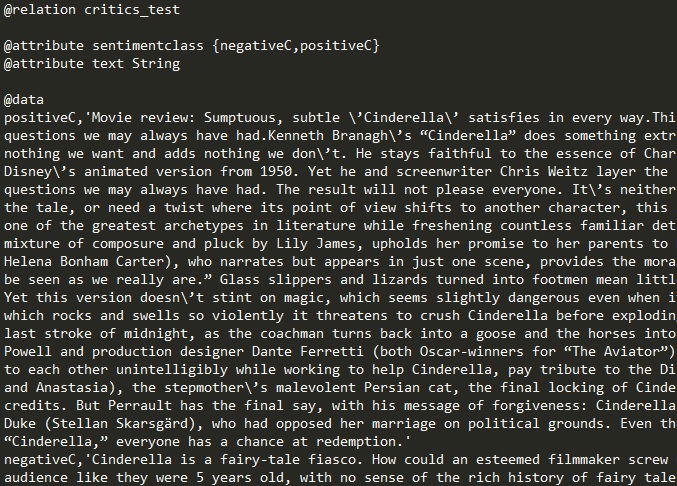 @relation critics_test
@attribute sentimentclass {negativeC,positiveC}
@attribute text String
@data
positiveC,'Movie review: Sumptuous, subtle \’Cinderella\’ satisfies in every way.Thi
questions we may always have had.Kenneth Branagh\’s “Cinderella” does something extr
nothing we want and adds nothing we don\’t. He stays faithful to the essence of Char
Disney\’s animated version from 1950. Yet he and screenwriter Chris Weitz layer the
questions we may always have had. The result will not please everyone. It\’s neither
the tale, or need a twist where its point of view shifts to another character, this
one of the greatest archetypes in literature while freshening countless familiar det
mixture of composure and pluck by Lily James, upholds her promise to her parents to
Helena Bonham Carter), who narrates but appears in just one scene, provides the mora
be seen as we really are.” Glass slippers and lizards turned into footmen mean littl
Yet this version doesn\’t stint on magic, which seems slightly dangerous even when i
which rocks and swells so violently it threatens to crush Cinderella before explodin
last stroke of midnight, as the coachman turns back into a goose and the horses into
Powell and production designer Dante Ferretti (both Oscar-winners for “The Aviator”)
to each other unintelligibly while working to help Cinderella, pay tribute to the Di
and Anastasia), the stepmother\’s malevolent Persian cat, the final locking of Cinde
credits. But Perrault has the final say, with his message of forgiveness: Cinderella
Duke (Stellan Skarsgärd), who had opposed her marriage on political grounds. Even th
“Cinderella,” everyone has a chance at redemption.'
negativeC,'Cinderella is a fairy-tale fiasco. How could an esteemed filmmaker screw
audience like they were 5 years old, with no sense of the rich history of fairy tale